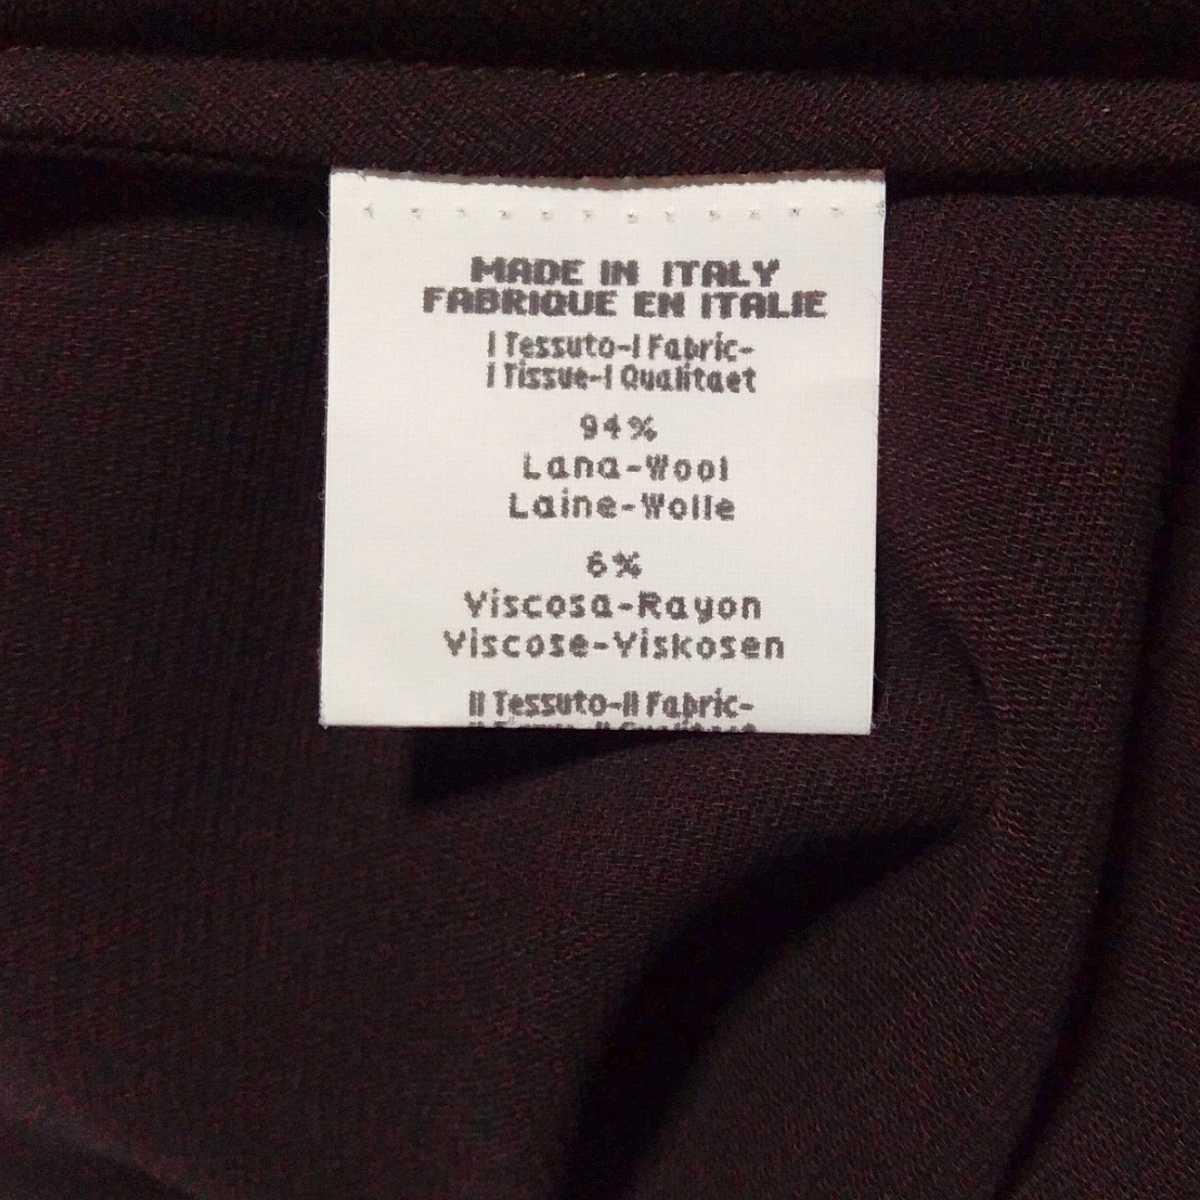 MADE IN ITALY
FABRIQUE EN ITALIE
I Tessuto-I Fabric-
I Tissue-I Qualitaet
94%
Lana-Wool
Laine-Wolle
6%
Viscosa-Rayon
Viscose-Viskosen
II Tessuto-II Fabric-